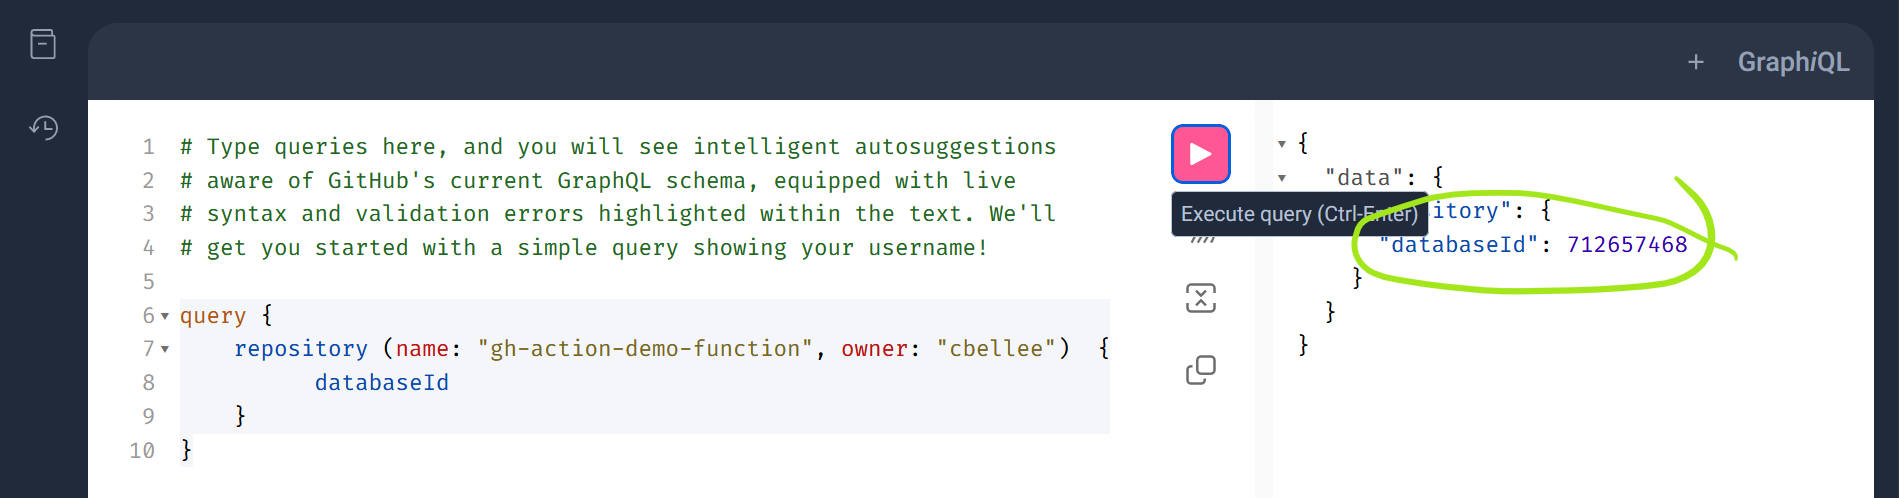 GraphiQL
1 # Type queries here, and you will see intelligent autosuggestions
2 # aware of GitHub's current GraphQL schema, equipped with live
3 # syntax and validation errors highlighted within the text. We'll
4 # get you started with a simple query showing your username!
5
6 query {
7 repository (name: "gh-action-demo-function", owner: "cbellee") {
8 databaseId
9 }
10 }
Execute query (Ctrl-Enter)
{
"data": {
itory": {
"databaseId": 712657468
}
}
}